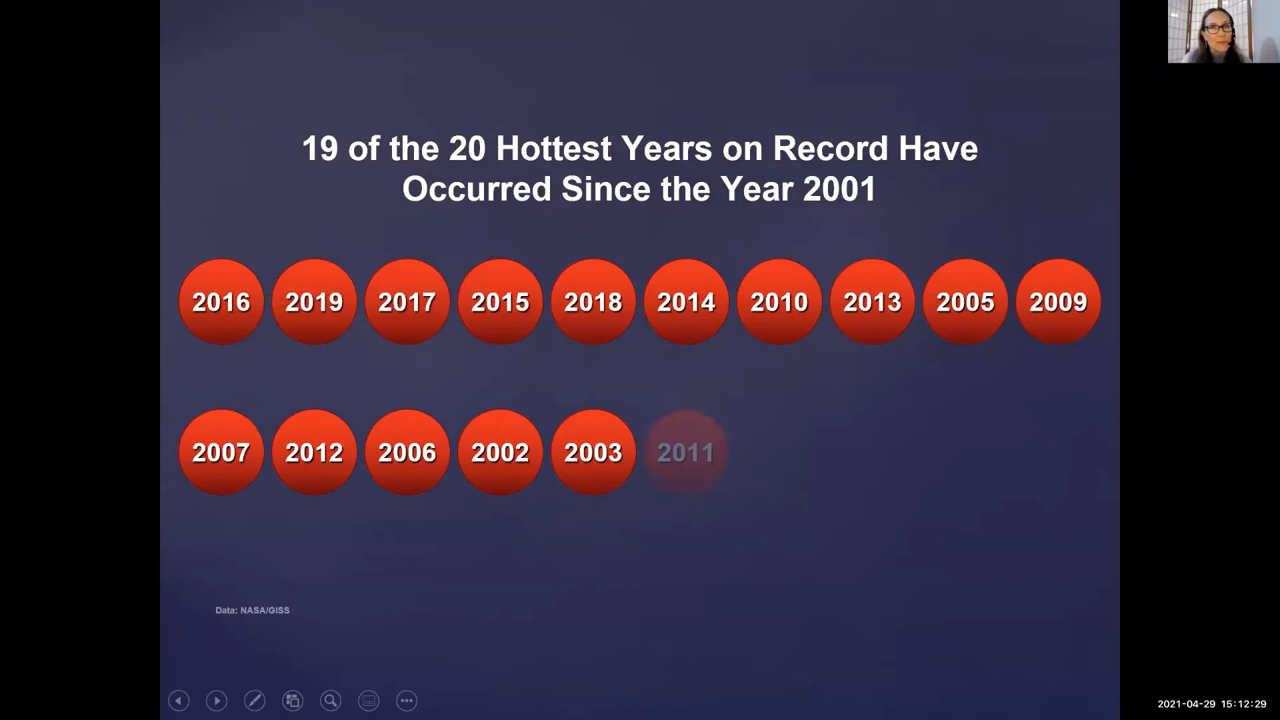 19 of the 20 Hottest Years on Record Have
Occurred Since the Year 2001
2016 2019 2017 2015 2018 2014 2010 2013 2005 2009
2007 2012 2006 2002 2003 2011
Data: NASA/GISS
2021-04-29 15:12:29